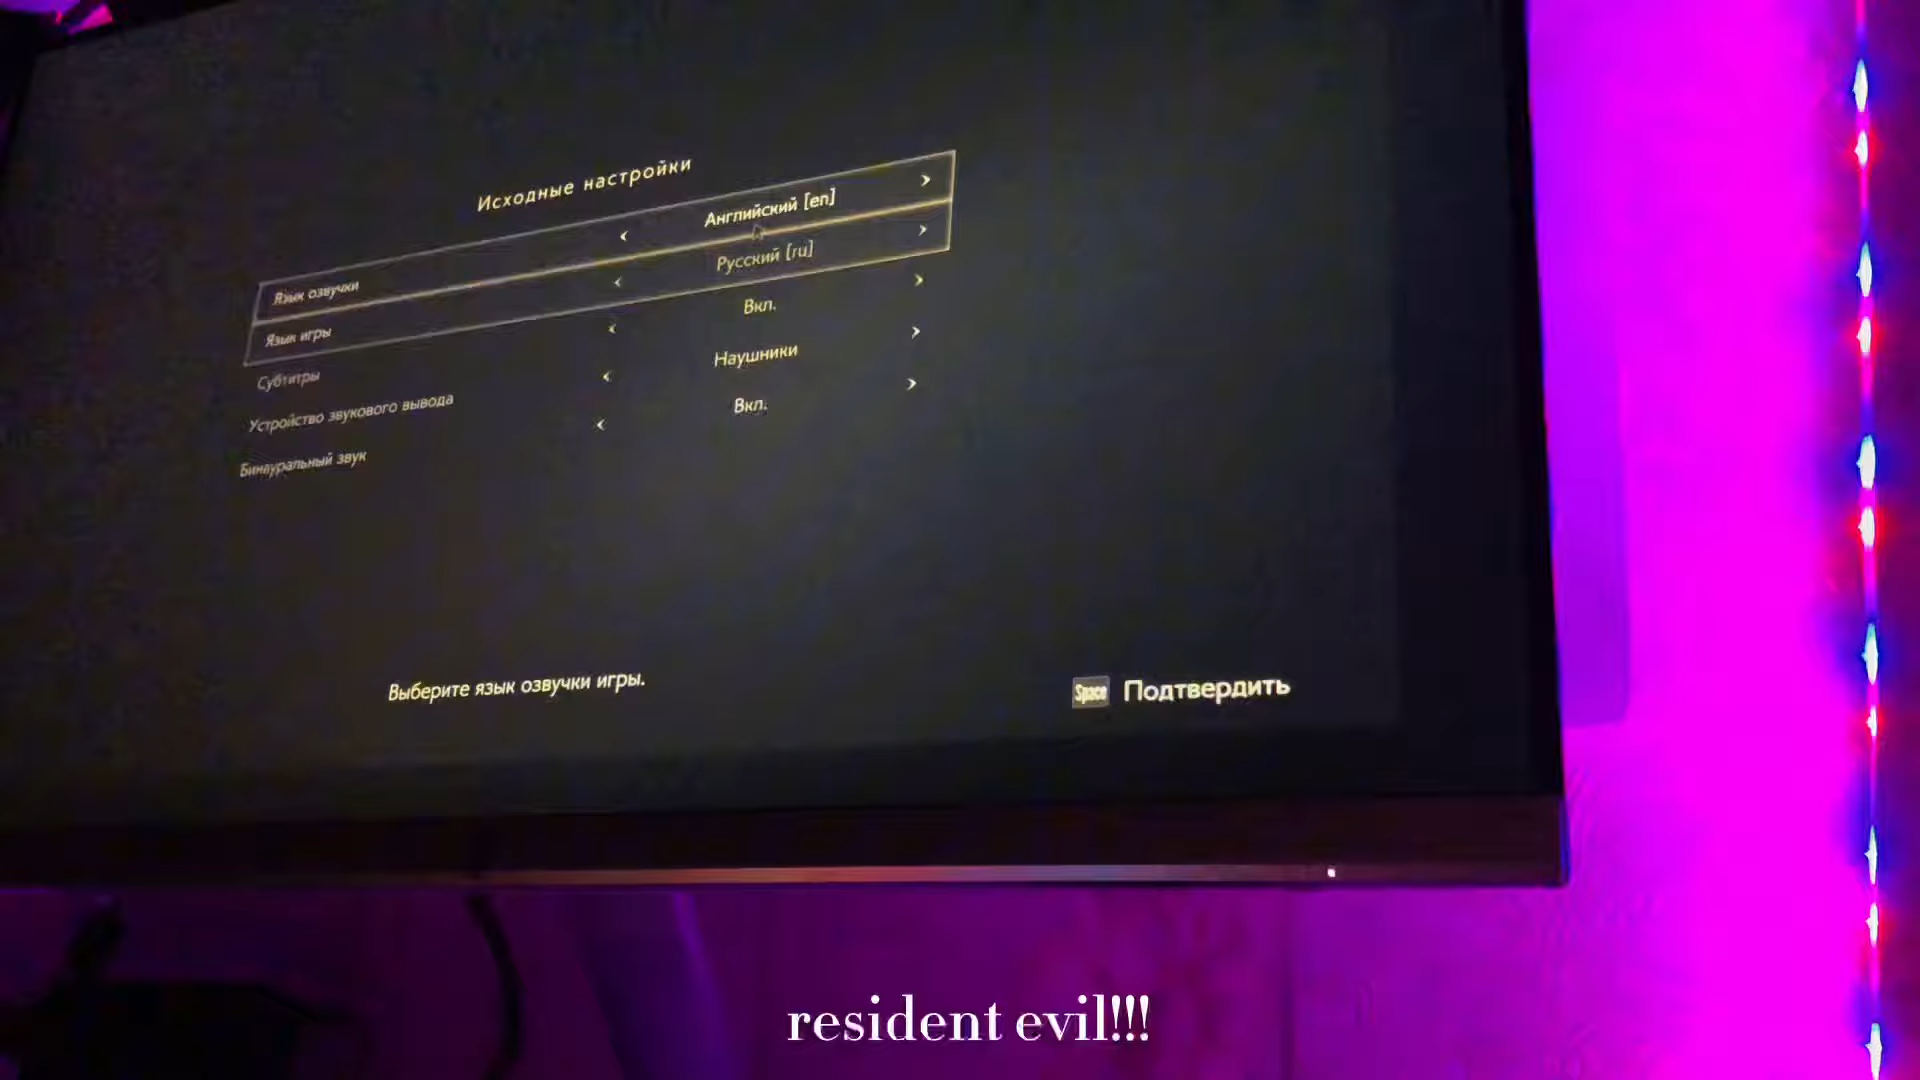 Исходные настройки
Язык озвучки ‹ Английский [en] ›
Язык игры ‹ Русский [ru] ›
Субтитры ‹ Вкл. ›
Устройство звукового вывода ‹ Наушники ›
Бинауральный звук ‹ Вкл. ›
Выберите язык озвучки игры.
Space Подтвердить
resident evil!!!